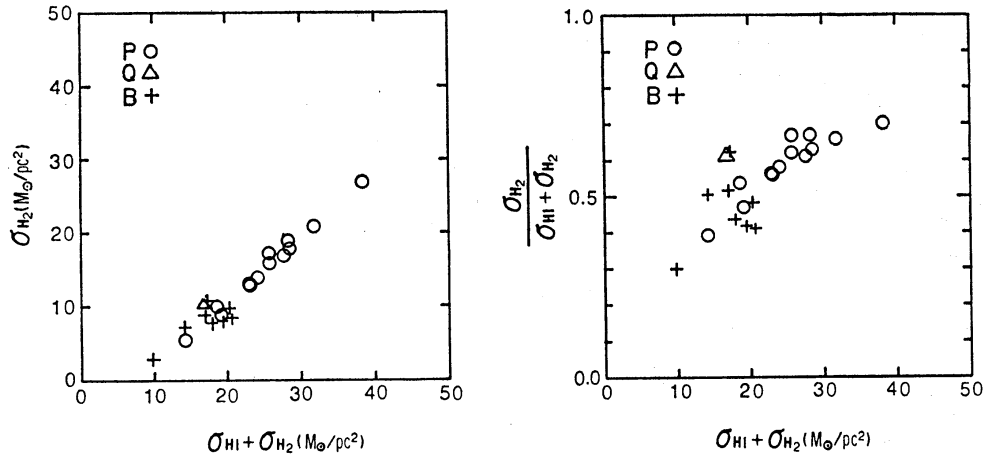 50
40
30
20
10
0
P ○
Q △
B +
σH₂(M☉/pc²)
0 10 20 30 40 50
σHI + σH₂ (M☉/pc²)
1.0
0.5
0.0
P ○
Q △
B +
σH₂
σHI + σH₂
0 10 20 30 40 50
σHI + σH₂ (M☉/pc²)